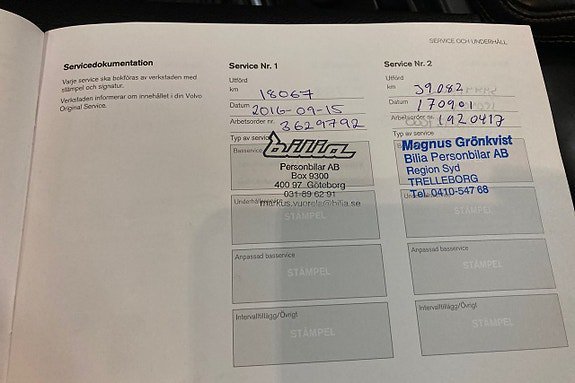 SERVICE OCH UNDERHÅLL
Servicedokumentation
Varje service ska bokföras av verkstaden med
stämpel och signatur.
Verkstaden informerar om innehållet i din Volvo
Original Service.
Service Nr. 1
Utförd
km 18067
Datum 2016-09-15
Arbetsorder nr. 3629792
Typ av service
Basservice
bilia
Personbilar AB
Box 9300
400 97 Göteborg
031-89 62 91
markus.vuorela@bilia.se
STÄMPEL
Anpassad basservice
STÄMPEL
Intervalltillägg/Övrigt
STÄMPEL
Service Nr. 2
Utförd
km 39082
Datum 170901
Arbetsorder nr. 1920417
Typ av service
Magnus Grönkvist
Bilia Personbilar AB
Region Syd
TRELLEBORG
Tel. 0410-547 68
STÄMPEL
Anpassad basservice
STÄMPEL
Intervalltillägg/Övrigt
STÄMPEL